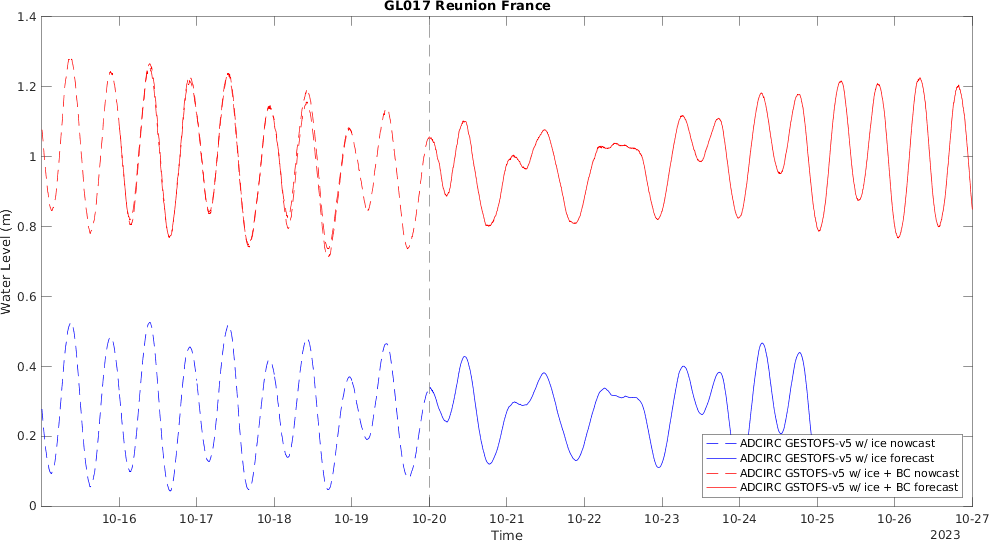 GL017 Reunion France
1.4
1.2
1
0.8
0.6
0.4
0.2
0
Water Level (m)
ADCIRC GESTOFS-v5 w/ ice nowcast
ADCIRC GESTOFS-v5 w/ ice forecast
ADCIRC GSTOFS-v5 w/ ice + BC nowcast
ADCIRC GSTOFS-v5 w/ ice + BC forecast
10-16 10-17 10-18 10-19 10-20 10-21 10-22 10-23 10-24 10-25 10-26 10-27
Time
2023